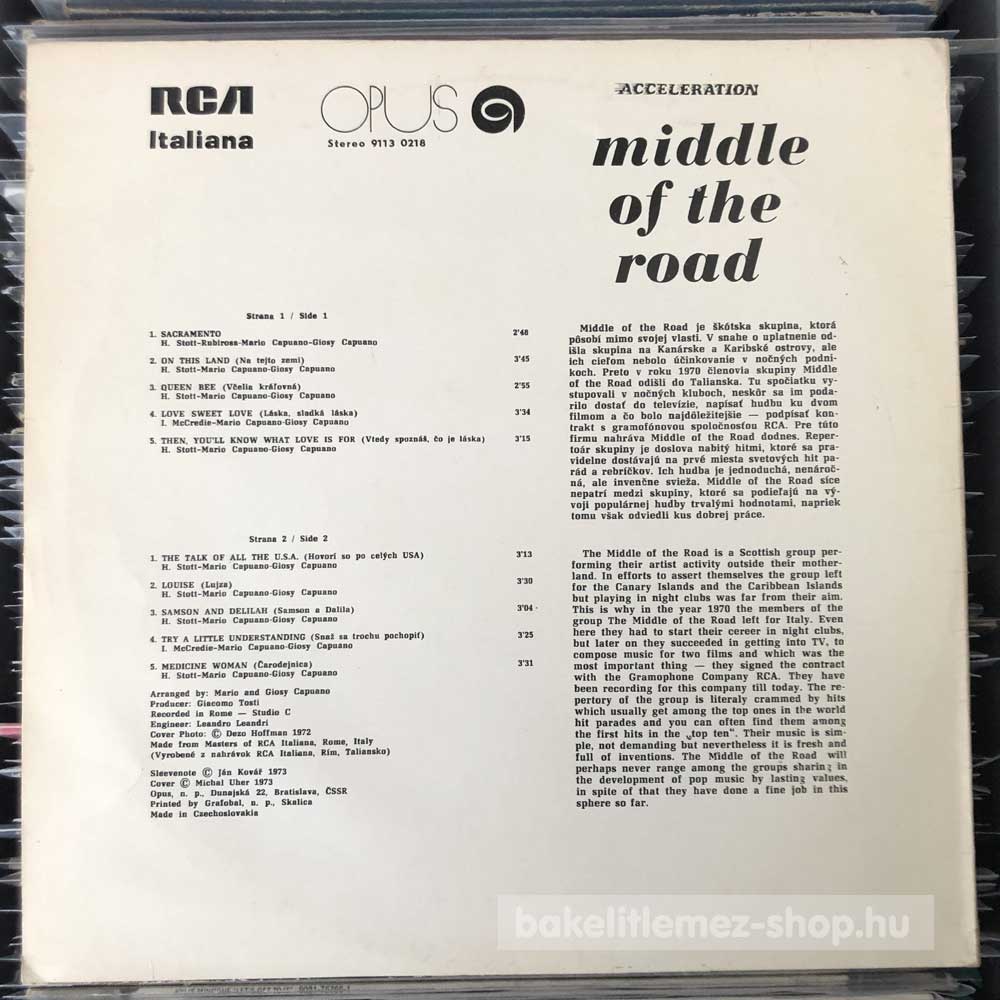 RCA
Italiana
OPUS
Stereo 9113 0218
ACCELERATION
middle
of the
road
Strana 1 / Side 1
1. SACRAMENTO 2'48
H. Stott-Rubirosa-Mario Capuano-Giosy Capuano
2. ON THIS LAND (Na tejto zemi) 3'45
H. Stott-Mario Capuano-Giosy Capuano
3. QUEEN BEE (Včelia kráľovná) 2'55
H. Stott-Mario Capuano-Giosy Capuano
4. LOVE SWEET LOVE (Láska, sladká láska) 3'34
I. McCredie-Mario Capuano-Giosy Capuano
5. THEN, YOU'LL KNOW WHAT LOVE IS FOR (Vtedy spoznáš, čo je láska) 3'15
H. Stott-Mario Capuano-Giosy Capuano
Strana 2 / Side 2
1. THE TALK OF ALL THE U.S.A. (Hovorí so po celých USA) 3'13
H. Stott-Mario Capuano-Giosy Capuano
2. LOUISE (Lujza) 3'30
H. Stott-Mario Capuano-Giosy Capuano
3. SAMSON AND DELILAH (Samson a Dalila) 3'04
H. Stott-Mario Capuano-Giosy Capuano
4. TRY A LITTLE UNDERSTANDING (Snaž sa trochu pochopiť) 3'25
I. McCredie-Mario Capuano-Giosy Capuano
5. MEDICINE WOMAN (Čarodejnica) 3'31
H. Stott-Mario Capuano-Giosy Capuano
Arranged by: Mario and Giosy Capuano
Producer: Giacomo Tosti
Recorded in Rome — Studio C
Engineer: Leandro Leandri
Cover Photo: © Dezo Hoffman 1972
Made from Masters of RCA Italiana, Rome, Italy
(Vyrobené z nahrávok RCA Italiana, Rím, Taliansko)
Sleevenote © Ján Kovář 1973
Cover © Michal Uher 1973
Opus, n. p., Dunajská 22, Bratislava, ČSSR
Printed by Grafobal, n. p., Skalica
Made in Czechoslovakia
Middle of the Road je škótska skupina, ktorá
pôsobí mimo svojej vlasti. V snahe o uplatnenie od-
išla skupina na Kanárske a Karibské ostrovy, ale
ich cieľom nebolo účinkovanie v nočných podni-
koch. Preto v roku 1970 členovia skupiny Middle
of the Road odišli do Talianska. Tu spočiatku vy-
stupovali v nočných kluboch, neskôr sa im poda-
rilo dostať do televízie, napísať hudbu ku dvom
filmom a čo bolo najdôležitejšie — podpísať kon-
trakt s gramofónovou spoločnosťou RCA. Pre túto
firmu nahráva Middle of the Road dodnes. Reper-
toár skupiny je doslova nabitý hitmi, ktoré sa pra-
videlne dostávajú na prvé miesta svetových hit pa-
rád a rebríčkov. Ich hudba je jednoduchá, nenároč-
ná, ale invenčne svieža. Middle of the Road síce
nepatrí medzi skupiny, ktoré sa podieľajú na vý-
voji populárnej hudby trvalými hodnotami, napriek
tomu však odviedli kus dobrej práce.
The Middle of the Road is a Scottish group per-
forming their artist activity outside their mother-
land. In efforts to assert themselves the group left
for the Canary Islands and the Caribbean Islands
but playing in night clubs was far from their aim.
This is why in the year 1970 the members of the
group The Middle of the Road left for Italy. Even
here they had to start their cereer in night clubs,
but later on they succeeded in getting into TV, to
compose music for two films and which was the
most important thing — they signed the contract
with the Gramophone Company RCA. They have
been recording for this company till today. The re-
pertory of the group is literaly crammed by hits
which usually get among the top ones in the world
hit parades and you can often find them among
the first hits in the „top ten". Their music is sim-
ple, not demanding but nevertheless it is fresh and
full of inventions. The Middle of the Road will
perhaps never range among the groups sharing in
the development of pop music by lasting values,
in spite of that they have done a fine job in this
sphere so far.
bakelitlemez-shop.hu